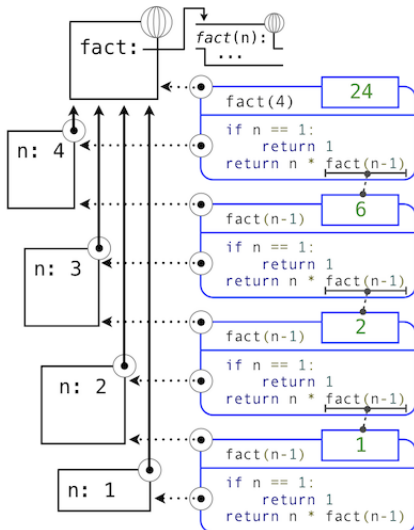 fact:
fact(n):
...
fact(4)
24
n: 4
if n == 1:
return 1
return n * fact(n-1)
fact(n-1)
6
n: 3
if n == 1:
return 1
return n * fact(n-1)
fact(n-1)
2
n: 2
if n == 1:
return 1
return n * fact(n-1)
fact(n-1)
1
n: 1
if n == 1:
return 1
return n * fact(n-1)